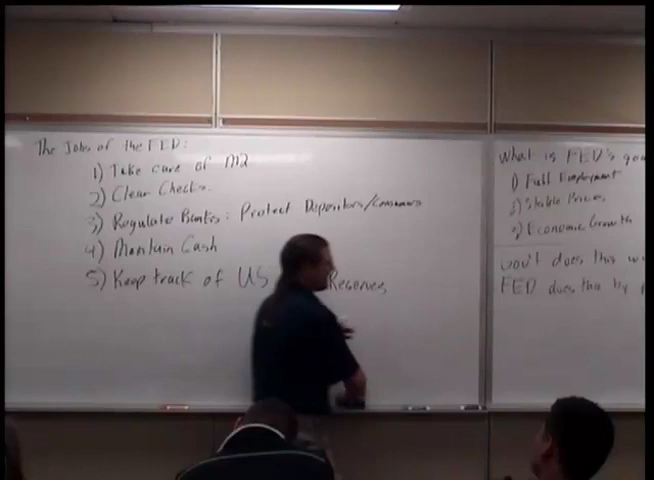 The Jobs of the FED:
1) Take care of M2
2) Clear Checks.
3) Regulate Banks: Protect Depositors/Consumers
4) Maintain Cash
5) Keep track of US Reserves
What is FED's
1) Full Employment
2) Stable Prices
3) Economic Growth
Gov't does this
FED does this by